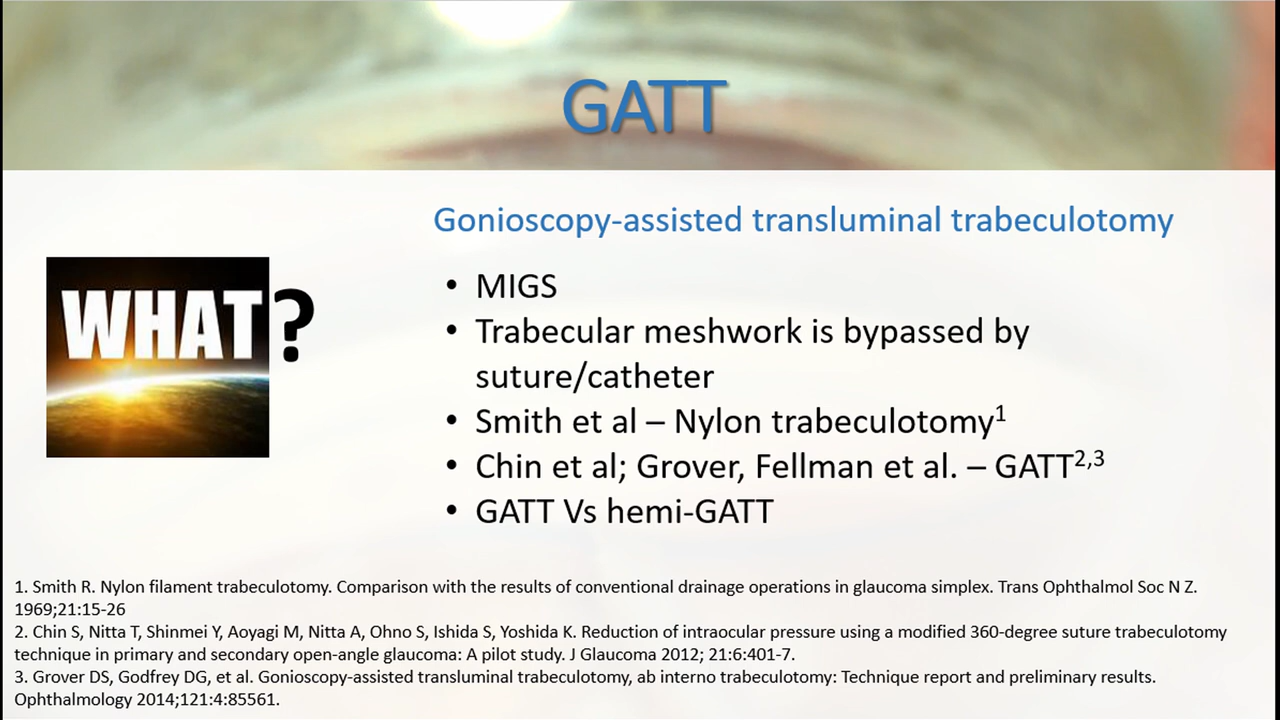 GATT
Gonioscopy-assisted transluminal trabeculotomy
WHAT?
• MIGS
• Trabecular meshwork is bypassed by
suture/catheter
• Smith et al – Nylon trabeculotomy1
• Chin et al; Grover, Fellman et al. – GATT2,3
• GATT Vs hemi-GATT
1. Smith R. Nylon filament trabeculotomy. Comparison with the results of conventional drainage operations in glaucoma simplex. Trans Ophthalmol Soc N Z.
1969;21:15-26
2. Chin S, Nitta T, Shinmei Y, Aoyagi M, Nitta A, Ohno S, Ishida S, Yoshida K. Reduction of intraocular pressure using a modified 360-degree suture trabeculotomy
technique in primary and secondary open-angle glaucoma: A pilot study. J Glaucoma 2012; 21:6:401-7.
3. Grover DS, Godfrey DG, et al. Gonioscopy-assisted transluminal trabeculotomy, ab interno trabeculotomy: Technique report and preliminary results.
Ophthalmology 2014;121:4:85561.